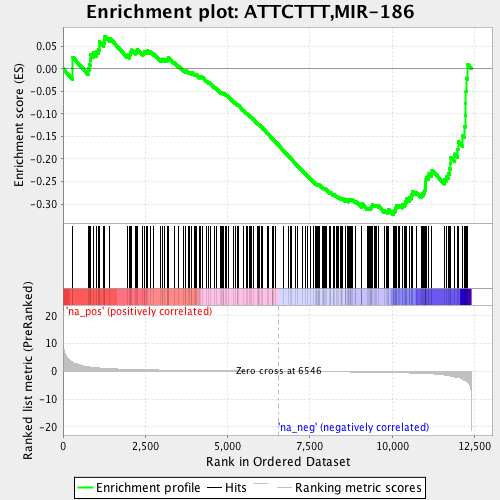 Enrichment plot: ATTCTTT,MIR-186
Enrichment score (ES)
0.05
0.00
-0.05
-0.10
-0.15
-0.20
-0.25
-0.30
'na_pos' (positively correlated)
Ranked list metric (PreRanked)
20
10
0
-10
-20
Zero cross at 6546
'na_neg' (negatively correlated)
0
2,500
5,000
7,500
10,000
12,500
Rank in Ordered Dataset
Enrichment profile
Hits
Ranking metric scores